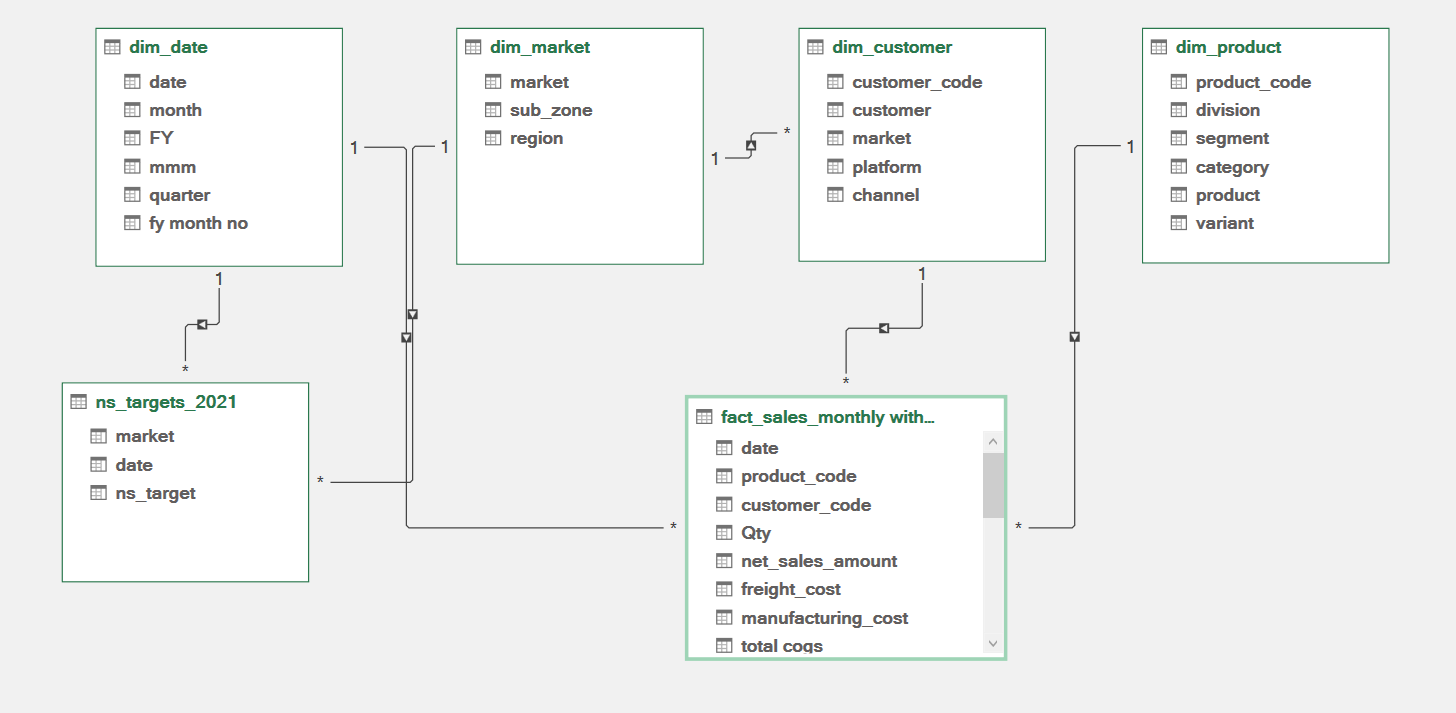 dim_date
date
month
FY
mmm
quarter
fy month no
dim_market
market
sub_zone
region
dim_customer
customer_code
customer
market
platform
channel
dim_product
product_code
division
segment
category
product
variant
1
1
1
*
1
1
1
*
*
ns_targets_2021
market
date
ns_target
*
fact_sales_monthly with...
date
product_code
customer_code
Qty
net_sales_amount
freight_cost
manufacturing_cost
total cogs
*
*